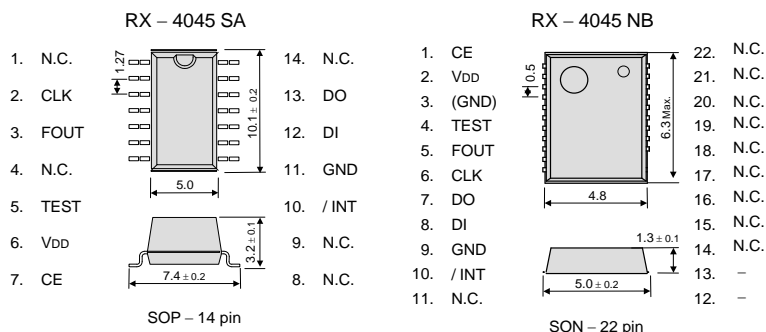 RX – 4045 SA
1. N.C.
2. CLK
3. FOUT
4. N.C.
5. TEST
6. VDD
7. CE
1.27
10.1 ± 0.2
5.0
3.2 ± 0.1
7.4 ± 0.2
14. N.C.
13. DO
12. DI
11. GND
10. / INT
9. N.C.
8. N.C.
SOP – 14 pin
RX – 4045 NB
1. CE
2. VDD
3. (GND)
4. TEST
5. FOUT
6. CLK
7. DO
8. DI
9. GND
10. / INT
11. N.C.
0.5
6.3 Max.
4.8
1.3 ± 0.1
5.0 ± 0.2
22. N.C.
21. N.C.
20. N.C.
19. N.C.
18. N.C.
17. N.C.
16. N.C.
15. N.C.
14. N.C.
13. –
12. –
SON – 22 pin